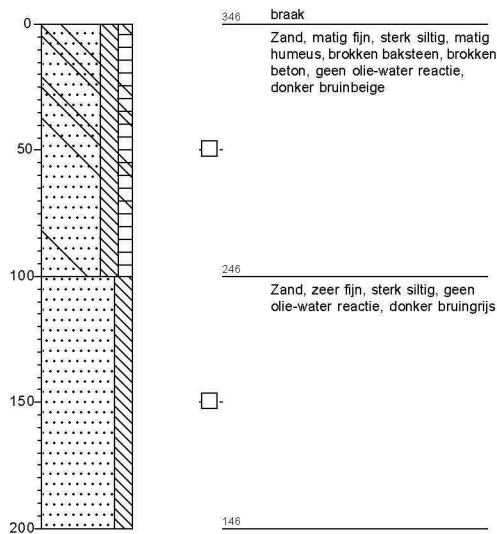 0
346
braak
Zand, matig fijn, sterk siltig, matig
humeus, brokken baksteen, brokken
beton, geen olie-water reactie,
donker bruinbeige
50
100
246
Zand, zeer fijn, sterk siltig, geen
olie-water reactie, donker bruingrijs
150
200
146